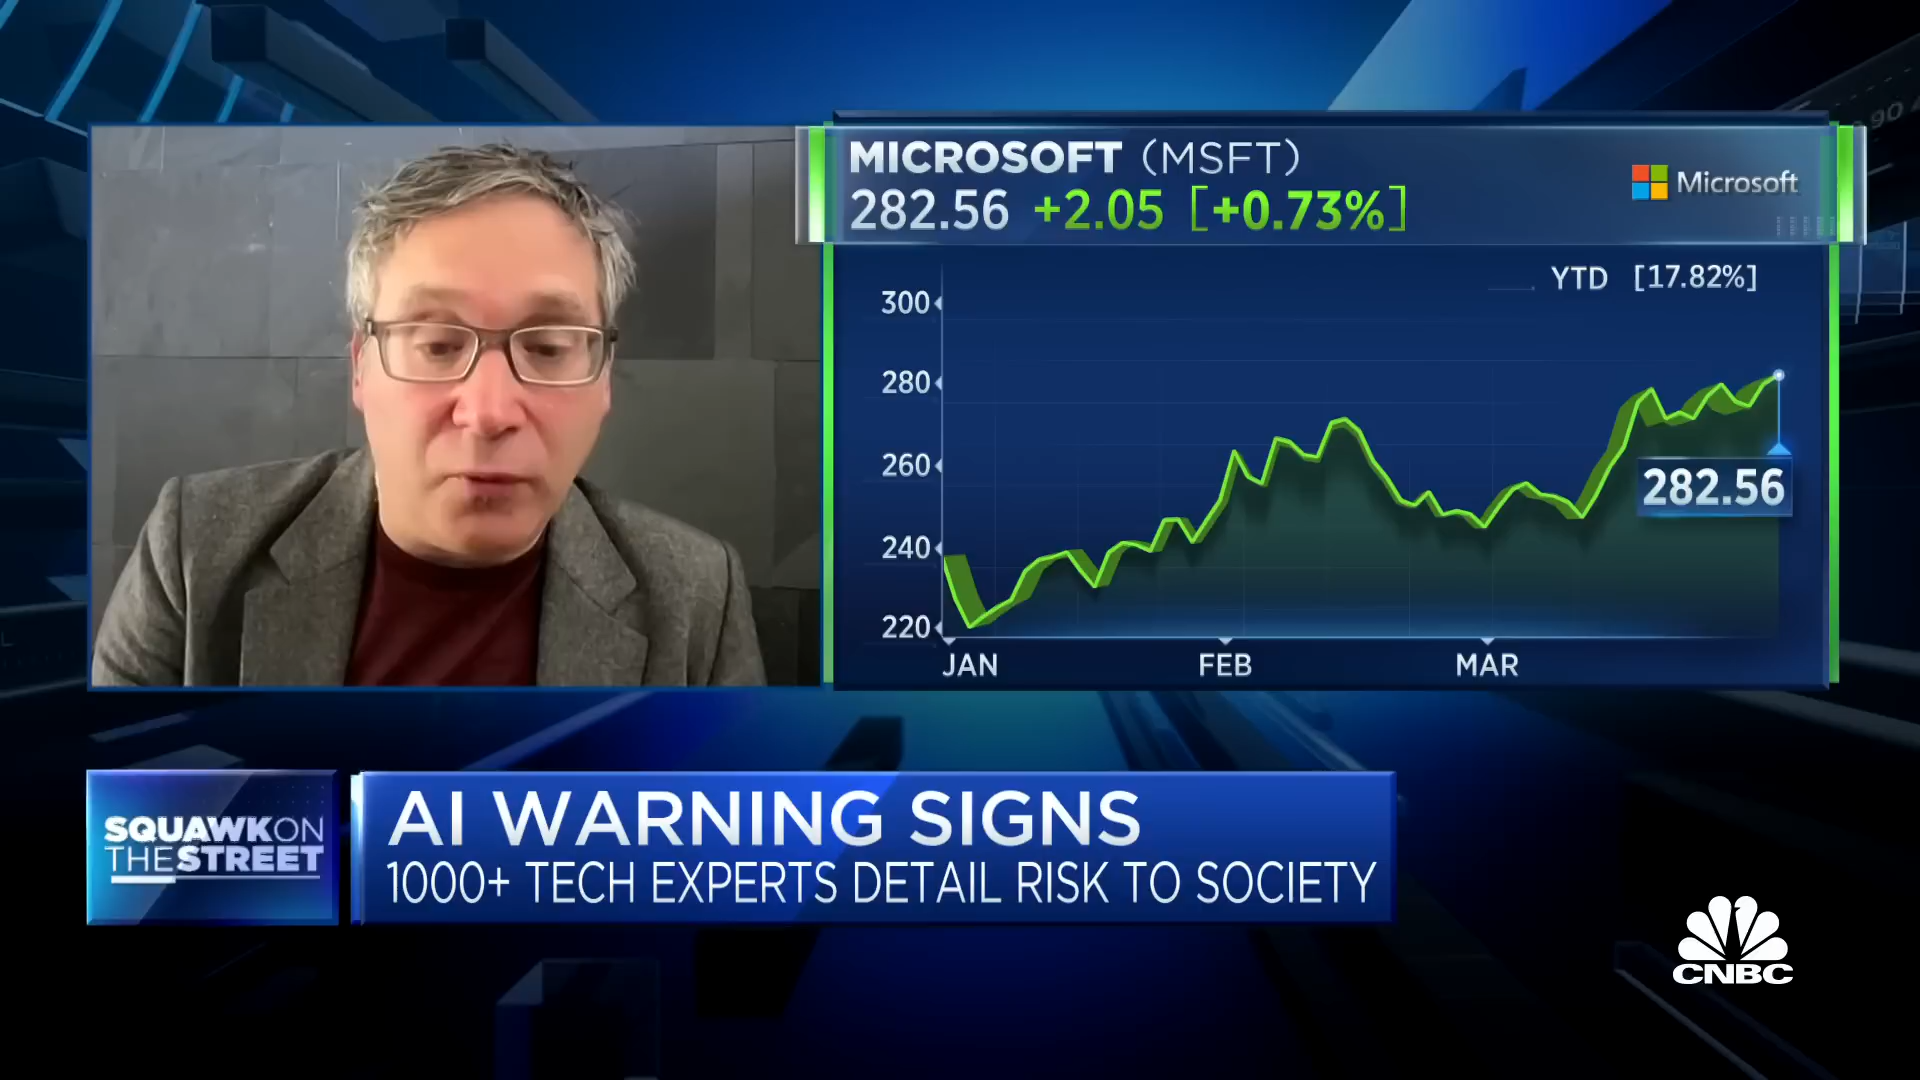 MICROSOFT (MSFT)
282.56 +2.05 [+0.73%]
Microsoft
YTD [17.82%]
300
280
260
240
220
282.56
JAN FEB MAR
SQUAWK ON
THE STREET
AI WARNING SIGNS
1000+ TECH EXPERTS DETAIL RISK TO SOCIETY
CNBC
90